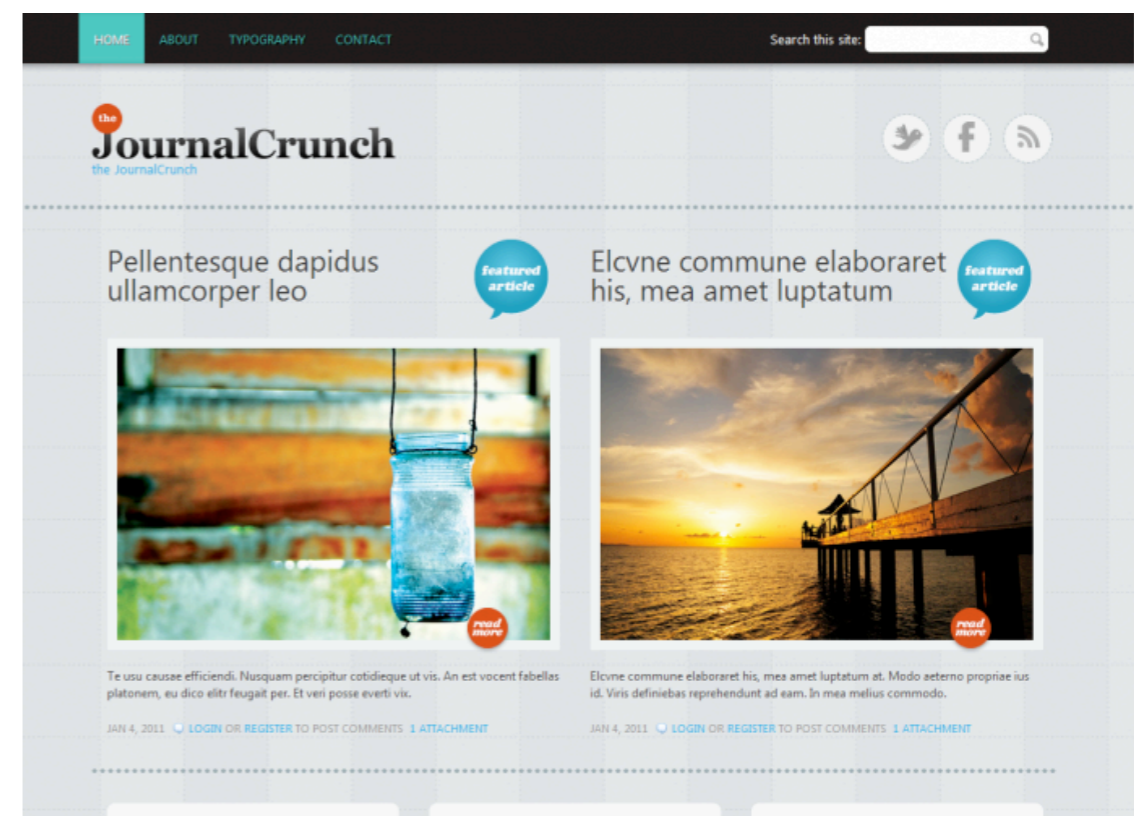 HOME ABOUT TYPOGRAPHY CONTACT Search this site:
the
JournalCrunch
the JournalCrunch
Pellentesque dapidus
ullamcorper leo
featured
article
Elcvne commune elaboraret
his, mea amet luptatum
featured
article
read
more
read
more
Te usu causae efficiendi. Nusquam percipitur cotidieque ut vis. An est vocent fabellas
platonem, eu dico elitr feugait per. Et veri posse everti vix.
JAN 4, 2011 LOGIN OR REGISTER TO POST COMMENTS 1 ATTACHMENT
Elcvne commune elaboraret his, mea amet luptatum at. Modo aeterno propriae ius
id. Viris definiebas reprehendunt ad eam. In mea melius commodo.
JAN 4, 2011 LOGIN OR REGISTER TO POST COMMENTS 1 ATTACHMENT